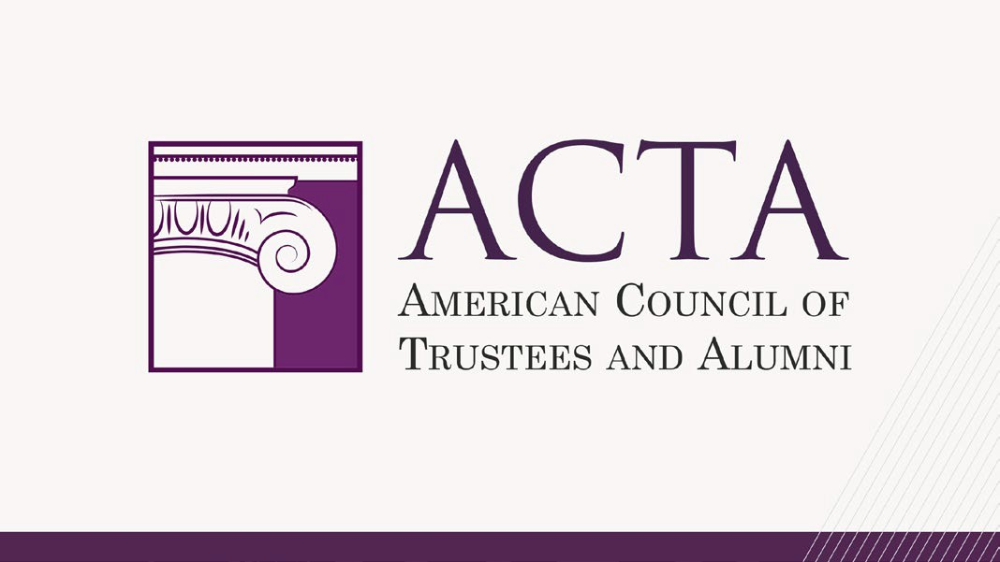 ACTA
American Council of
Trustees and Alumni